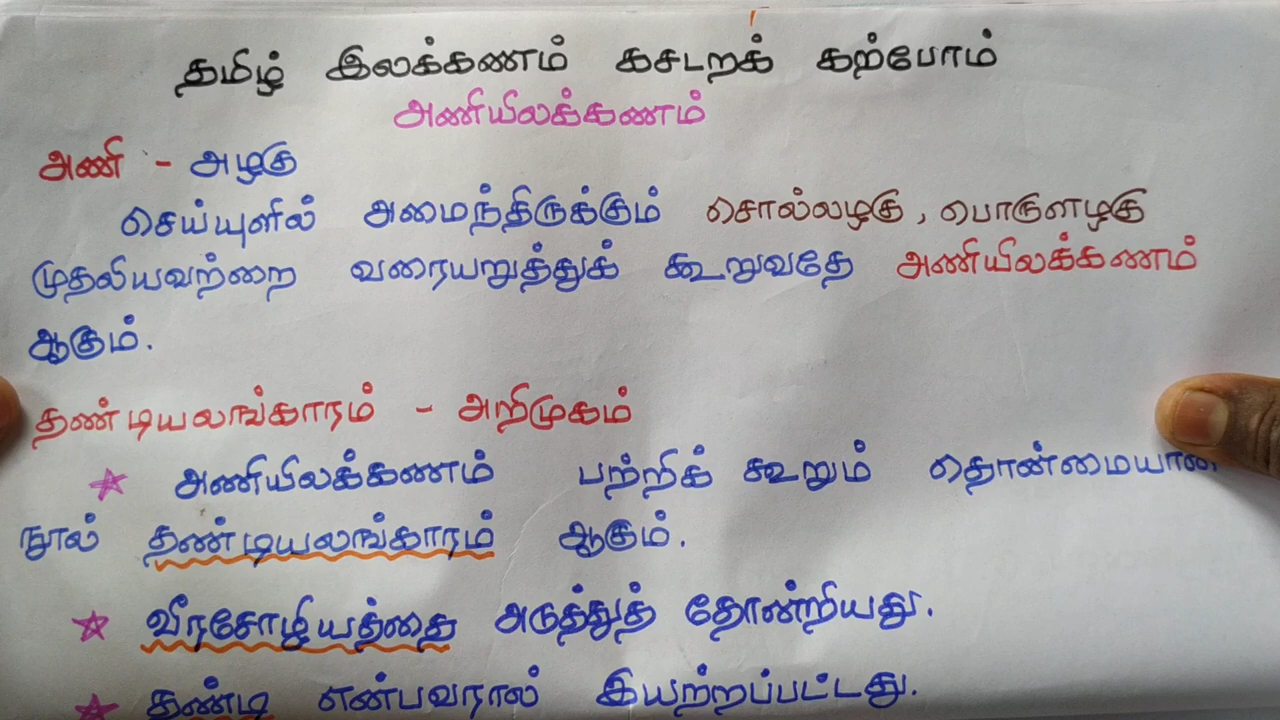 தமிழ் இலக்கணம் கசடறக் கற்போம்
அணியிலக்கணம்
அணி - அழகு
செய்யுளில் அமைந்திருக்கும் சொல்லழகு, பொருளழகு
முதலியவற்றை வரையறுத்துக் கூறுவதே அணியிலக்கணம்
ஆகும்.
தண்டியலங்காரம் - அறிமுகம்
☆ அணியிலக்கணம் பற்றிக் கூறும் தொன்மையான
நூல் தண்டியலங்காரம் ஆகும்.
☆ வீரசோழியத்தை அடுத்துத் தோன்றியது.
☆ தண்டி என்பவரால் இயற்றப்பட்டது.